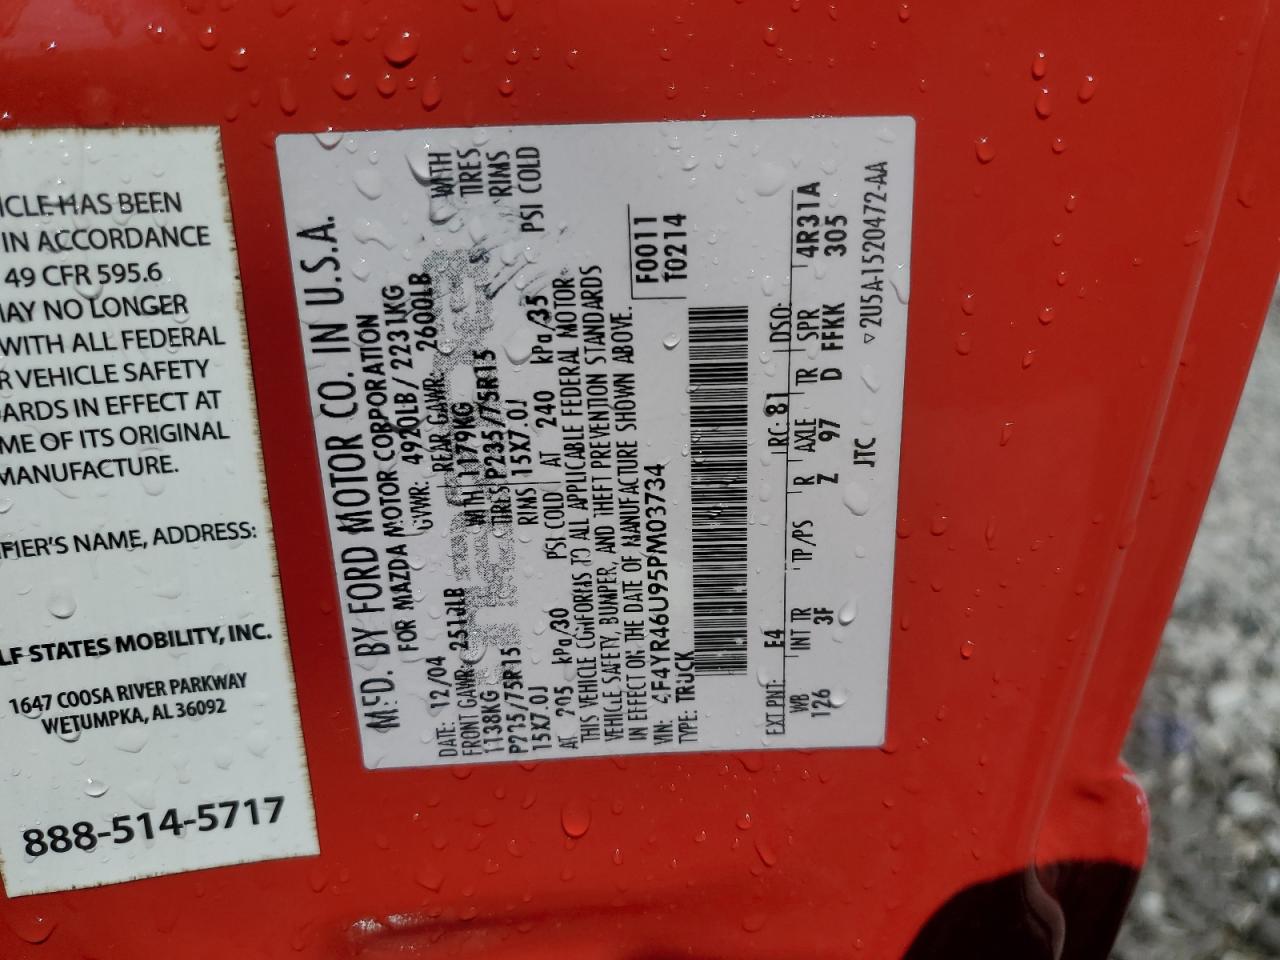 ICLE HAS BEEN
IN ACCORDANCE
49 CFR 595.6
MAY NO LONGER
WITH ALL FEDERAL
R VEHICLE SAFETY
ARDS IN EFFECT AT
ME OF ITS ORIGINAL
MANUFACTURE.
FIER'S NAME, ADDRESS:
LF STATES MOBILITY, INC.
1647 COOSA RIVER PARKWAY
WETUMPKA, AL 36092
888-514-5717
MFD. BY FORD MOTOR CO. IN U.S.A.
FOR MAZDA MOTOR CORPORATION
DATE: 12/04 GVWR: 4920LB/2231KG
FRONT GAWR: 2513LB REAR GAWR: 2600LB WITH
1138KG WITH 1179KG TIRES
P235/75R15 TIRES P235/75R15 RIMS
15X7.0J RIMS 15X7.0J PSI COLD
AT 205 kPa/30 PSI COLD AT 240 kPa/35
THIS VEHICLE CONFORMS TO ALL APPLICABLE FEDERAL MOTOR
VEHICLE SAFETY, BUMPER, AND THEFT PREVENTION STANDARDS
IN EFFECT ON THE DATE OF MANUFACTURE SHOWN ABOVE.
VIN: 4F4YR46U95PM03734 F0011
TYPE: TRUCK T0214
EXT PNT: E4 RC: 81 DSO:
WB INT TR TP/PS R AXLE TR SPR 4R31A
126 3F Z 97 D FFKK 305
JTC ▽2U5A-1520472-AA